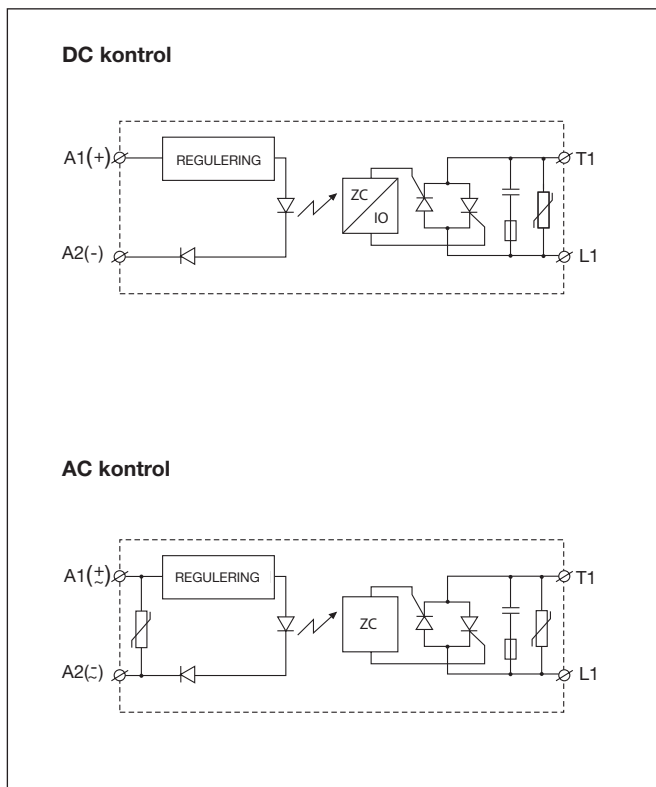 DC kontrol
A1(+)
REGULERING
ZC
IO
T1
A2(-)
L1
AC kontrol
A1(±~)
REGULERING
ZC
T1
A2(-~)
L1